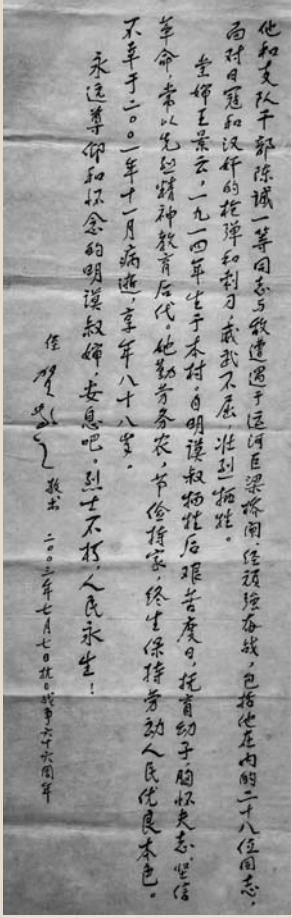 他和支队干部陈诚一等同志与敌遭遇于运河巨梁桥闸,经顽强奋战,包括他在内的二十八位同志,
面对日寇和汉奸的枪弹和刺刀,威武不屈,壮烈牺牲。
堂婶王景云,一九一四年生于本村,自明谟叔牺牲后艰苦度日,抚育幼子,胸怀夫志,坚信
革命,常以先烈精神教育后代。她勤劳务农,节俭持家,终生保持劳动人民优良本色。
不幸于二〇〇一年十一月病逝,享年八十八岁。
永远尊仰和怀念的明谟叔婶,安息吧。烈士不朽,人民永生!
侄 贺敬之 敬书
二〇〇三年七月七日抗日战争六十六周年